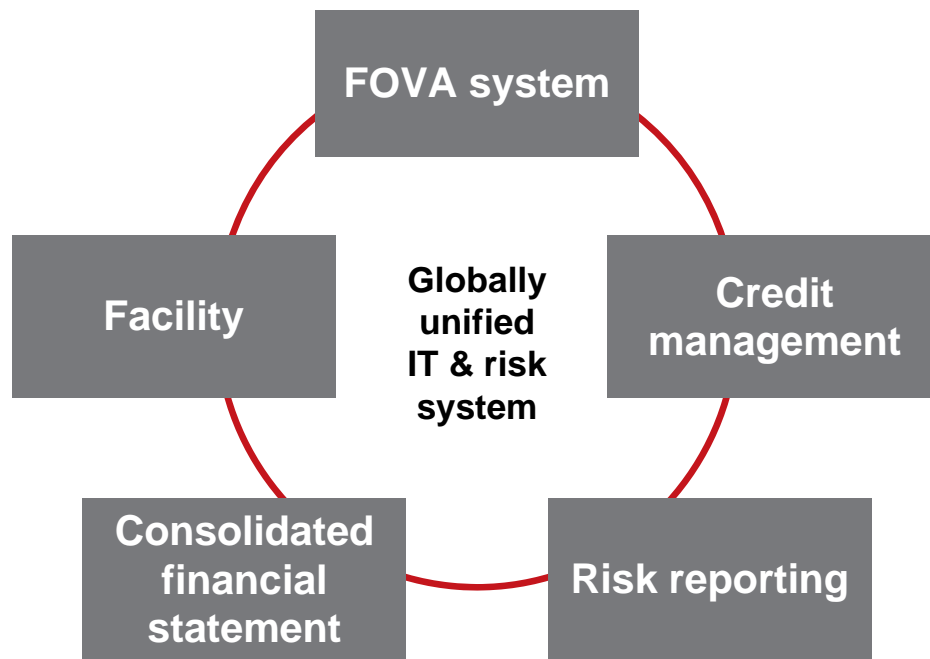 FOVA system
Facility
Globally
unified
IT & risk
system
Credit
management
Consolidated
financial
statement
Risk reporting